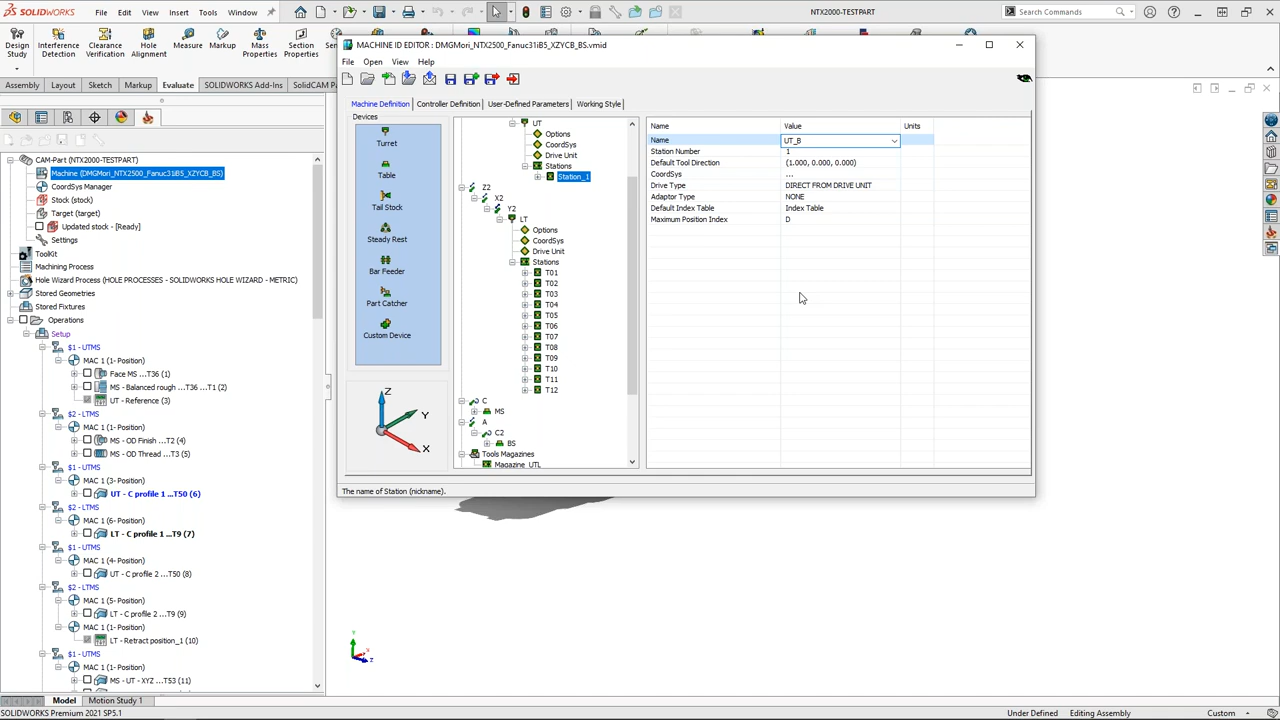 SOLIDWORKS
File
Edit
View
Insert
Tools
Window
NTX2000-TESTPART
Search Commands
Design Study
Interference Detection
Clearance Verification
Hole Alignment
Measure
Markup
Mass Properties
Section Properties
Assembly
Layout
Sketch
Markup
Evaluate
SOLIDWORKS Add-Ins
MACHINE ID EDITOR : DMGMori_NTX2500_Fanuc31iB5_XZYCB_BS.vmid
File
Open
View
Help
Machine Definition
Controller Definition
User-Defined Parameters
Working Style
Devices
Turret
Table
Tail Stock
Steady Rest
Bar Feeder
Part Catcher
Custom Device
Z
Y
X
UT
Options
CoordSys
Drive Unit
Stations
Station_1
Z2
X2
Y2
LT
Options
CoordSys
Drive Unit
Stations
T01
T02
T03
T04
T05
T06
T07
T08
T09
T10
T11
T12
C
MS
A
C2
BS
Tools Magazines
Magazine_UTL
Name Value Units
Name UT_B
Station Number 1
Default Tool Direction (1.000, 0.000, 0.000)
CoordSys ...
Drive Type DIRECT FROM DRIVE UNIT
Adaptor Type NONE
Default Index Table Index Table
Maximum Position Index D
The name of Station (nickname).
CAM-Part (NTX2000-TESTPART)
Machine (DMGMori_NTX2500_Fanuc31iB5_XZYCB_BS)
CoordSys Manager
Stock (stock)
Target (target)
Updated stock - [Ready]
Settings
ToolKit
Machining Process
Hole Wizard Process (HOLE PROCESSES - SOLIDWORKS HOLE WIZARD - METRIC)
Stored Geometries
Stored Fixtures
Operations
Setup
$1 - UTMS
MAC 1 (1- Position)
Face MS ...T36 (1)
MS - Balanced rough ...T36 ...T1 (2)
UT - Reference (3)
$2 - LTMS
MAC 1 (1- Position)
MS - OD Finish ...T2 (4)
MS - OD Thread ...T3 (5)
$1 - UTMS
MAC 1 (3- Position)
UT - C profile 1 ...T50 (6)
$2 - LTMS
MAC 1 (6- Position)
LT - C profile 1 ...T9 (7)
$1 - UTMS
MAC 1 (4- Position)
UT - C profile 2 ...T50 (8)
$2 - LTMS
MAC 1 (5- Position)
LT - C profile 2 ...T9 (9)
MAC 1 (1- Position)
LT - Retract position_1 (10)
$1 - UTMS
MAC 1 (1- Position)
MS - UT - XYZ ...T53 (11)
Model
Motion Study 1
SOLIDWORKS Premium 2021 SP5.1
Under Defined
Editing Assembly
Custom